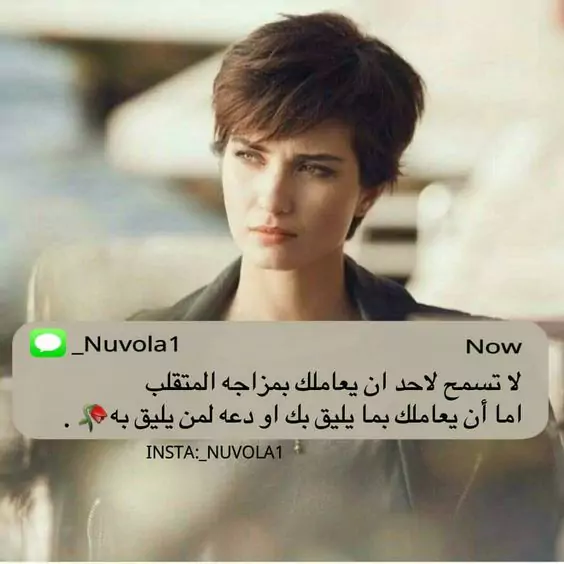 _Nuvola1
Now
لا تسمح لاحد ان يعاملك بمزاجه المتقلب
اما أن يعاملك بما يليق بك او دعه لمن يليق به🥀 .
INSTA:_NUVOLA1